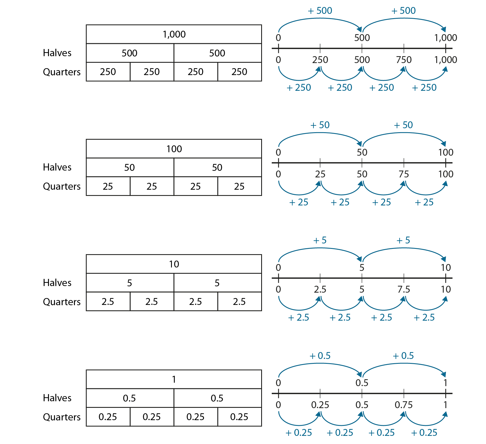 1,000
Halves 500 500
Quarters 250 250 250 250
+ 500 + 500
0 500 1,000
0 250 500 750 1,000
+ 250 + 250 + 250 + 250
100
Halves 50 50
Quarters 25 25 25 25
+ 50 + 50
0 50 100
0 25 50 75 100
+ 25 + 25 + 25 + 25
10
Halves 5 5
Quarters 2.5 2.5 2.5 2.5
+ 5 + 5
0 5 10
0 2.5 5 7.5 10
+ 2.5 + 2.5 + 2.5 + 2.5
1
Halves 0.5 0.5
Quarters 0.25 0.25 0.25 0.25
+ 0.5 + 0.5
0 0.5 1
0 0.25 0.5 0.75 1
+ 0.25 + 0.25 + 0.25 + 0.25